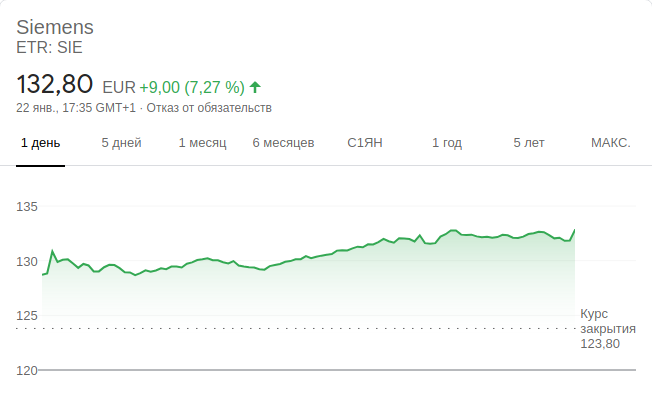 Siemens
ETR: SIE
132,80 EUR +9,00 (7,27 %)
22 янв., 17:35 GMT+1 · Отказ от обязательств
1 день 5 дней 1 месяц 6 месяцев С1ЯН 1 год 5 лет МАКС.
135
130
125
Курс
закрытия
123,80
120